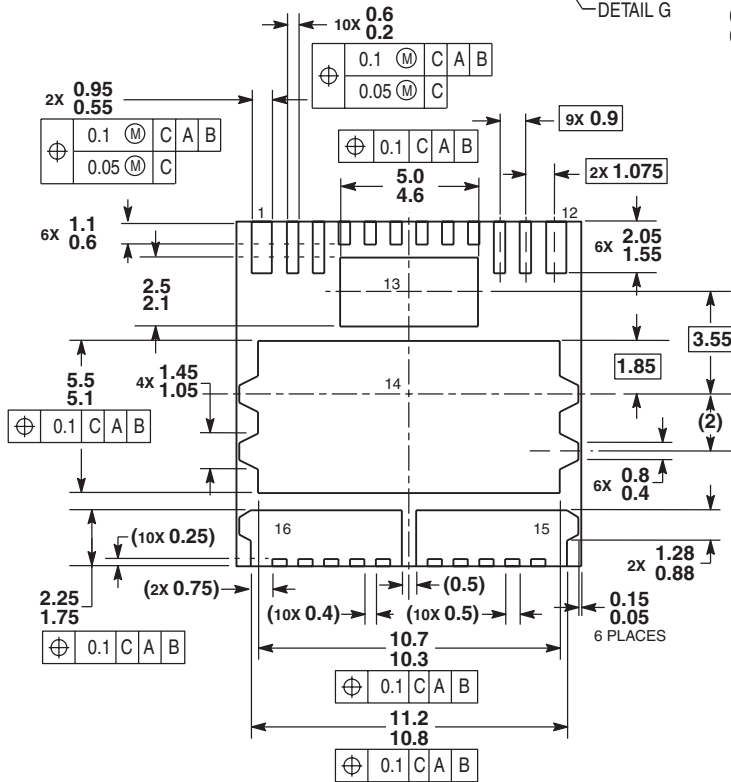 DETAIL G
10X 0.6
0.2
0.1 Ⓜ C A B
0.05 Ⓜ C
2X 0.95
0.55
0.1 Ⓜ C A B
0.05 Ⓜ C
9X 0.9
0.1 C A B
5.0
4.6
2X 1.075
1
12
6X 1.1
0.6
6X 2.05
1.55
13
2.5
2.1
3.55
1.85
5.5
5.1
4X 1.45
1.05
14
0.1 C A B
(2)
6X 0.8
0.4
16
15
(10X 0.25)
2X 1.28
0.88
(2X 0.75)
(0.5)
2.25
1.75
(10X 0.4)
(10X 0.5)
0.15
0.05
6 PLACES
0.1 C A B
10.7
10.3
0.1 C A B
11.2
10.8
0.1 C A B